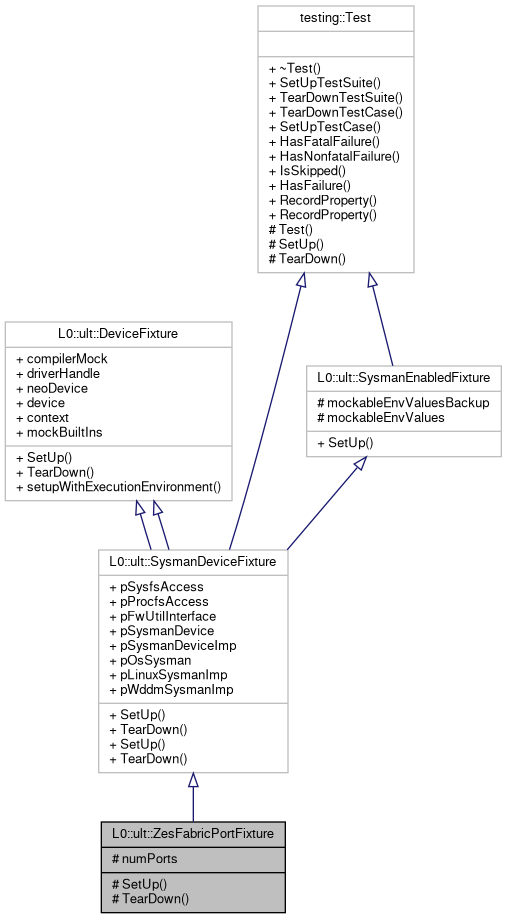 testing::Test
+ ~Test()
+ SetUpTestSuite()
+ TearDownTestSuite()
+ TearDownTestCase()
+ SetUpTestCase()
+ HasFatalFailure()
+ HasNonfatalFailure()
+ IsSkipped()
+ HasFailure()
+ RecordProperty()
+ RecordProperty()
# Test()
# SetUp()
# TearDown()
L0::ult::DeviceFixture
+ compilerMock
+ driverHandle
+ neoDevice
+ device
+ context
+ mockBuiltIns
+ SetUp()
+ TearDown()
+ setupWithExecutionEnvironment()
L0::ult::SysmanEnabledFixture
# mockableEnvValuesBackup
# mockableEnvValues
+ SetUp()
L0::ult::SysmanDeviceFixture
+ pSysfsAccess
+ pProcfsAccess
+ pFwUtilInterface
+ pSysmanDevice
+ pSysmanDeviceImp
+ pOsSysman
+ pLinuxSysmanImp
+ pWddmSysmanImp
+ SetUp()
+ TearDown()
+ SetUp()
+ TearDown()
L0::ult::ZesFabricPortFixture
# numPorts
# SetUp()
# TearDown()